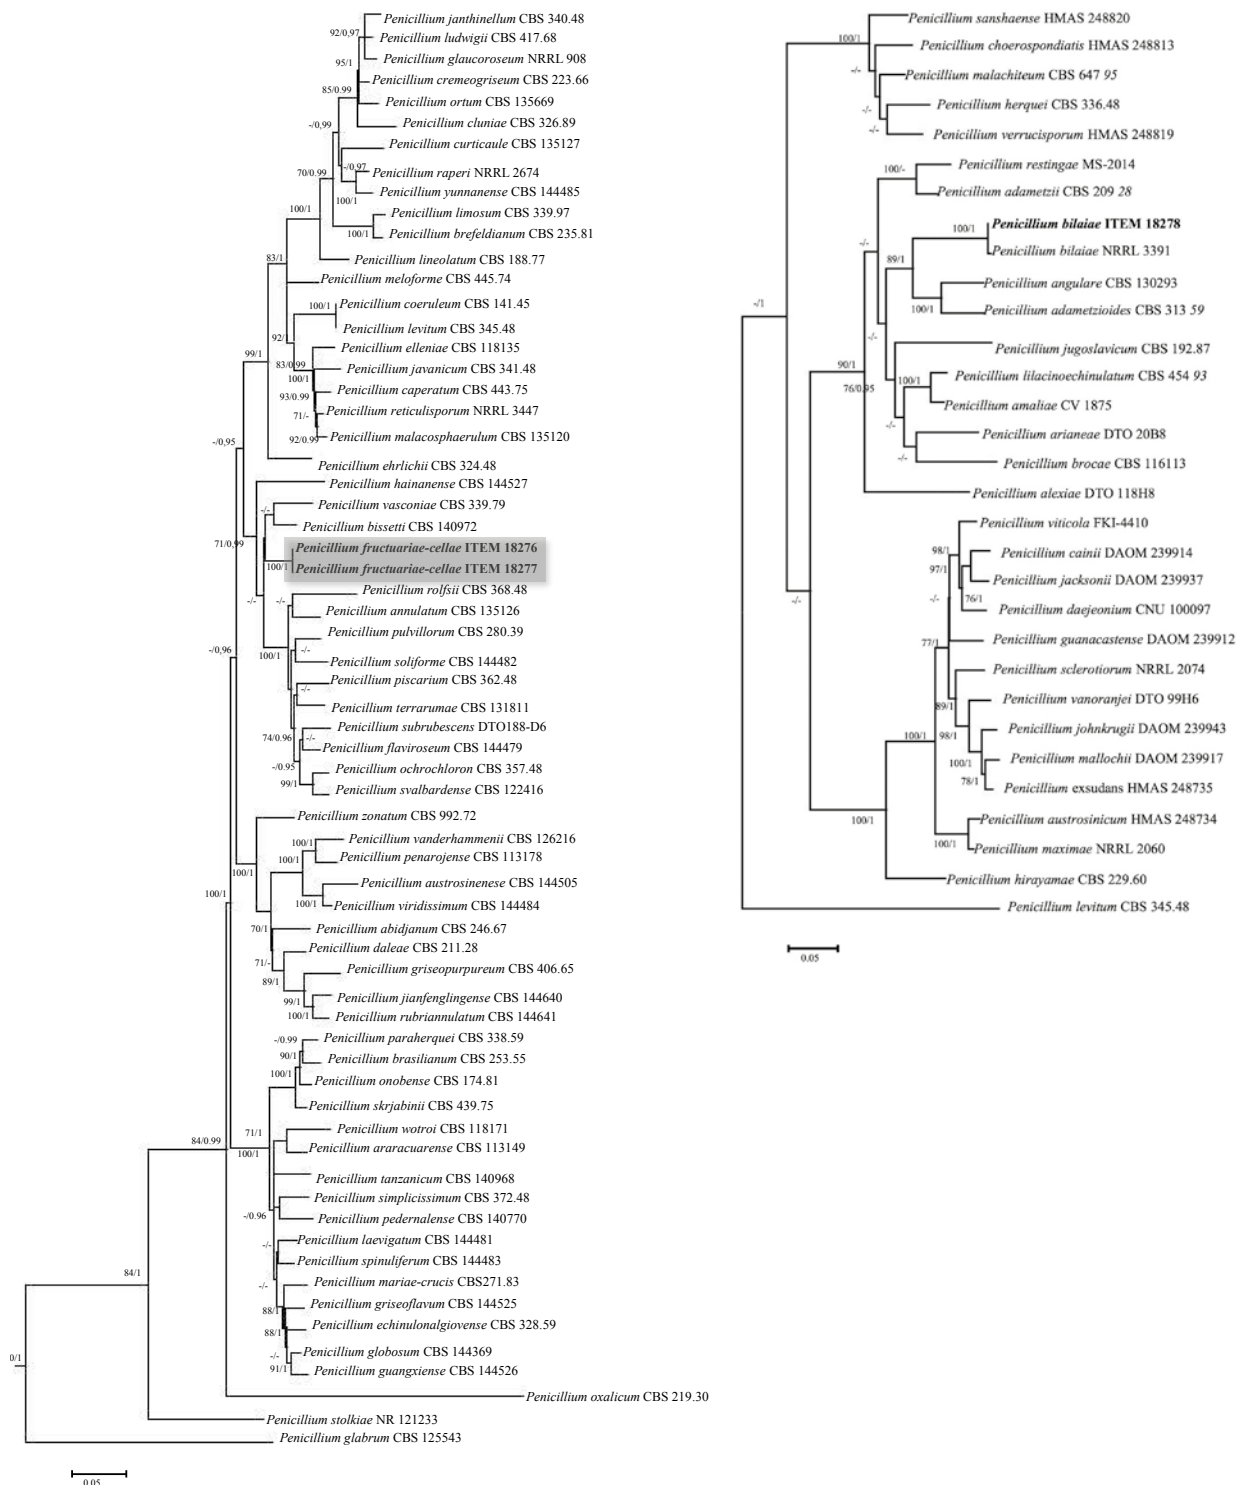 Penicillium janthinellum CBS 340.48
92/0,97
Penicillium ludwigii CBS 417.68
Penicillium glaucoroseum NRRL 908
95/1
Penicillium cremeogriseum CBS 223.66
85/0.99
Penicillium ortum CBS 135669
Penicillium cluniae CBS 326.89
-/0,99
Penicillium curticaule CBS 135127
-/0.97
Penicillium raperi NRRL 2674
70/0.99
Penicillium yunnanense CBS 144485
100/1
Penicillium limosum CBS 339.97
100/1
Penicillium brefeldianum CBS 235.81
100/1
Penicillium lineolatum CBS 188.77
83/1
Penicillium meloforme CBS 445.74
Penicillium coeruleum CBS 141.45
100/1
Penicillium levitum CBS 345.48
92/1
Penicillium elleniae CBS 118135
99/1
83/0.99
Penicillium javanicum CBS 341.48
100/1
Penicillium caperatum CBS 443.75
93/0.99
Penicillium reticulisporum NRRL 3447
71/-
Penicillium malacosphaerulum CBS 135120
92/0.99
-/0,95
Penicillium ehrlichii CBS 324.48
Penicillium hainanense CBS 144527
Penicillium vasconiae CBS 339.79
-/-
Penicillium bissetti CBS 140972
71/0,99
Penicillium fructuariae-cellae ITEM 18276
100/1
Penicillium fructuariae-cellae ITEM 18277
Penicillium rolfsii CBS 368.48
-/-
-/-
Penicillium annulatum CBS 135126
Penicillium pulvillorum CBS 280.39
-/-
-/0,96
100/1
Penicillium soliforme CBS 144482
Penicillium piscarium CBS 362.48
-/-
Penicillium terrarumae CBS 131811
Penicillium subrubescens DTO188-D6
74/0.96
-/-
Penicillium flaviroseum CBS 144479
-/0.95
Penicillium ochrochloron CBS 357.48
99/1
Penicillium svalbardense CBS 122416
Penicillium zonatum CBS 992.72
Penicillium vanderhammenii CBS 126216
100/1
Penicillium penarojense CBS 113178
100/1
100/1
Penicillium austrosinenese CBS 144505
100/1
100/1
Penicillium viridissimum CBS 144484
70/1
Penicillium abidjanum CBS 246.67
Penicillium daleae CBS 211.28
71/-
Penicillium griseopurpureum CBS 406.65
89/1
Penicillium jianfenglingense CBS 144640
99/1
100/1
Penicillium rubriannulatum CBS 144641
Penicillium paraherquei CBS 338.59
-/0.99
90/1
Penicillium brasilianum CBS 253.55
100/1
Penicillium onobense CBS 174.81
Penicillium skrjabinii CBS 439.75
Penicillium wotroi CBS 118171
71/1
84/0.99
100/1
Penicillium araracuarense CBS 113149
Penicillium tanzanicum CBS 140968
Penicillium simplicissimum CBS 372.48
-/0.96
Penicillium pedernalense CBS 140770
Penicillium laevigatum CBS 144481
-/-
Penicillium spinuliferum CBS 144483
84/1
-/-
Penicillium mariae-crucis CBS271.83
88/1
Penicillium griseoflavum CBS 144525
88/1
Penicillium echinulonalgiovense CBS 328.59
-/-
Penicillium globosum CBS 144369
0/1
91/1
Penicillium guangxiense CBS 144526
Penicillium oxalicum CBS 219.30
Penicillium stolkiae NR 121233
Penicillium glabrum CBS 125543
0.05
Penicillium sanshaense HMAS 248820
100/1
Penicillium choerospondiatis HMAS 248813
-/-
Penicillium malachiteum CBS 647 95
Penicillium herquei CBS 336.48
-/-
-/-
Penicillium verrucisporum HMAS 248819
Penicillium restingae MS-2014
100/-
Penicillium adametzii CBS 209 28
Penicillium bilaiae ITEM 18278
100/1
-/-
Penicillium bilaiae NRRL 3391
89/1
Penicillium angulare CBS 130293
-/1
100/1
Penicillium adametzioides CBS 313 59
-/-
Penicillium jugoslavicum CBS 192.87
90/1
Penicillium lilacinoechinulatum CBS 454 93
76/0,95
100/1
Penicillium amaliae CV 1875
-/-
Penicillium arianeae DTO 20B8
-/-
Penicillium brocae CBS 116113
Penicillium alexiae DTO 118H8
Penicillium viticola FKI-4410
98/1
Penicillium cainii DAOM 239914
97/1
Penicillium jacksonii DAOM 239937
-/-
-/-
76/1
Penicillium daejeonium CNU 100097
77/1
Penicillium guanacastense DAOM 239912
Penicillium sclerotiorum NRRL 2074
89/1
Penicillium vanoranjei DTO 99H6
100/1
98/1
Penicillium johnkrugii DAOM 239943
100/1
Penicillium mallochii DAOM 239917
78/1
Penicillium exsudans HMAS 248735
100/1
Penicillium austrosinicum HMAS 248734
100/1
Penicillium maximae NRRL 2060
Penicillium hirayamae CBS 229.60
Penicillium levitum CBS 345.48
0.05